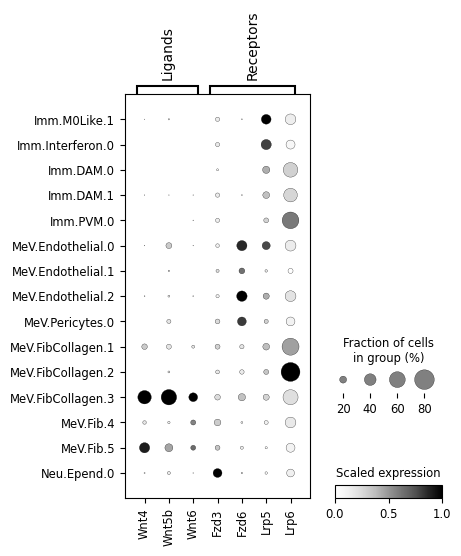 Ligands
Receptors
Imm.M0Like.1
Imm.Interferon.0
Imm.DAM.0
Imm.DAM.1
Imm.PVM.0
MeV.Endothelial.0
MeV.Endothelial.1
MeV.Endothelial.2
MeV.Pericytes.0
MeV.FibCollagen.1
MeV.FibCollagen.2
MeV.FibCollagen.3
MeV.Fib.4
MeV.Fib.5
Neu.Epend.0
Wnt4
Wnt5b
Wnt6
Fzd3
Fzd6
Lrp5
Lrp6
Fraction of cells
in group (%)
20 40 60 80
Scaled expression
0.0 0.5 1.0